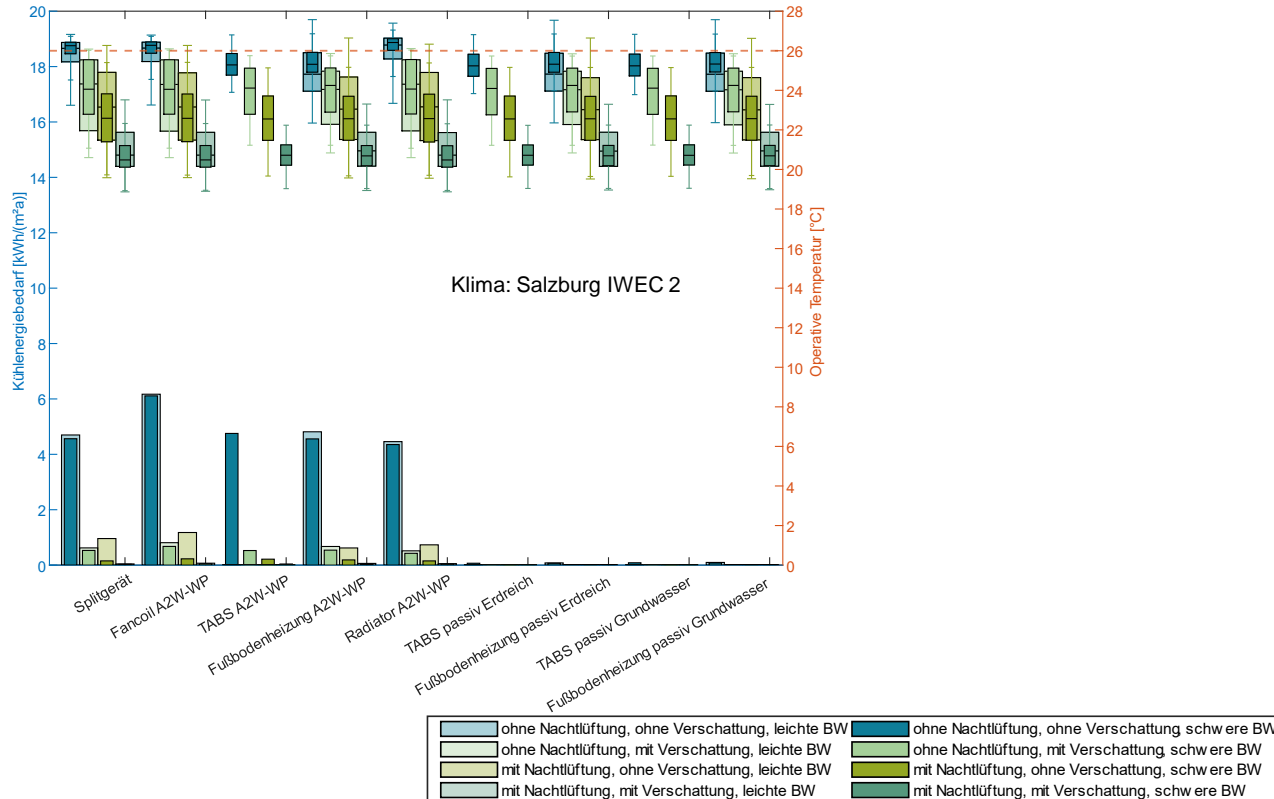 20
18
16
14
12
10
8
6
4
2
0
Kühlenergiebedarf [kWh/(m²a)]
28
26
24
22
20
18
16
14
12
10
8
6
4
2
0
Operative Temperatur [°C]
Klima: Salzburg IWEC 2
Splitgerät
Fancoil A2W-WP
TABS A2W-WP
Fußbodenheizung A2W-WP
Radiator A2W-WP
TABS passiv Erdreich
Fußbodenheizung passiv Erdreich
TABS passiv Grundwasser
Fußbodenheizung passiv Grundwasser
ohne Nachtlüftung, ohne Verschattung, leichte BW
ohne Nachtlüftung, mit Verschattung, leichte BW
mit Nachtlüftung, ohne Verschattung, leichte BW
mit Nachtlüftung, mit Verschattung, leichte BW
ohne Nachtlüftung, ohne Verschattung, schwere BW
ohne Nachtlüftung, mit Verschattung, schwere BW
mit Nachtlüftung, ohne Verschattung, schwere BW
mit Nachtlüftung, mit Verschattung, schwere BW